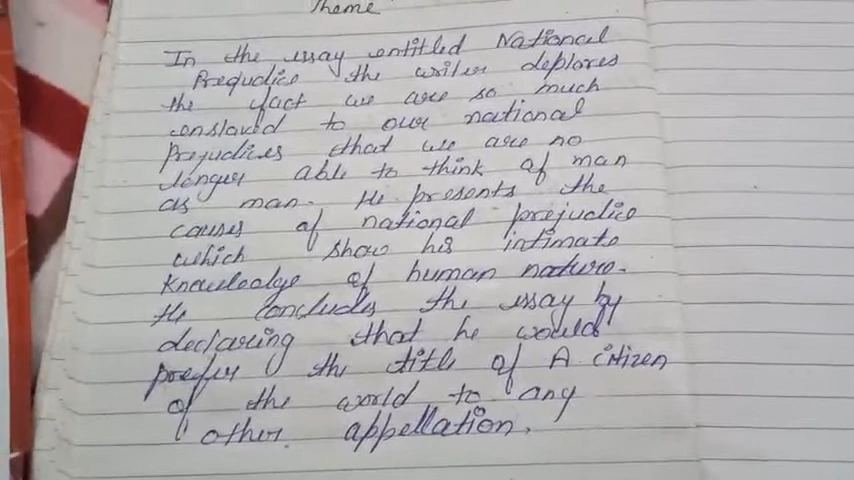 Theme
In the essay entitled National
Prejudice the writer deplores
the fact we are so much
enslaved to our national
prejudices that we are no
longer able to think of man
as man. He presents the
causes of national prejudice
which show his intimate
knowledge of human nature.
He concludes the essay by
declaring that he would
prefer the title of A citizen
of the world to any
other appellation.